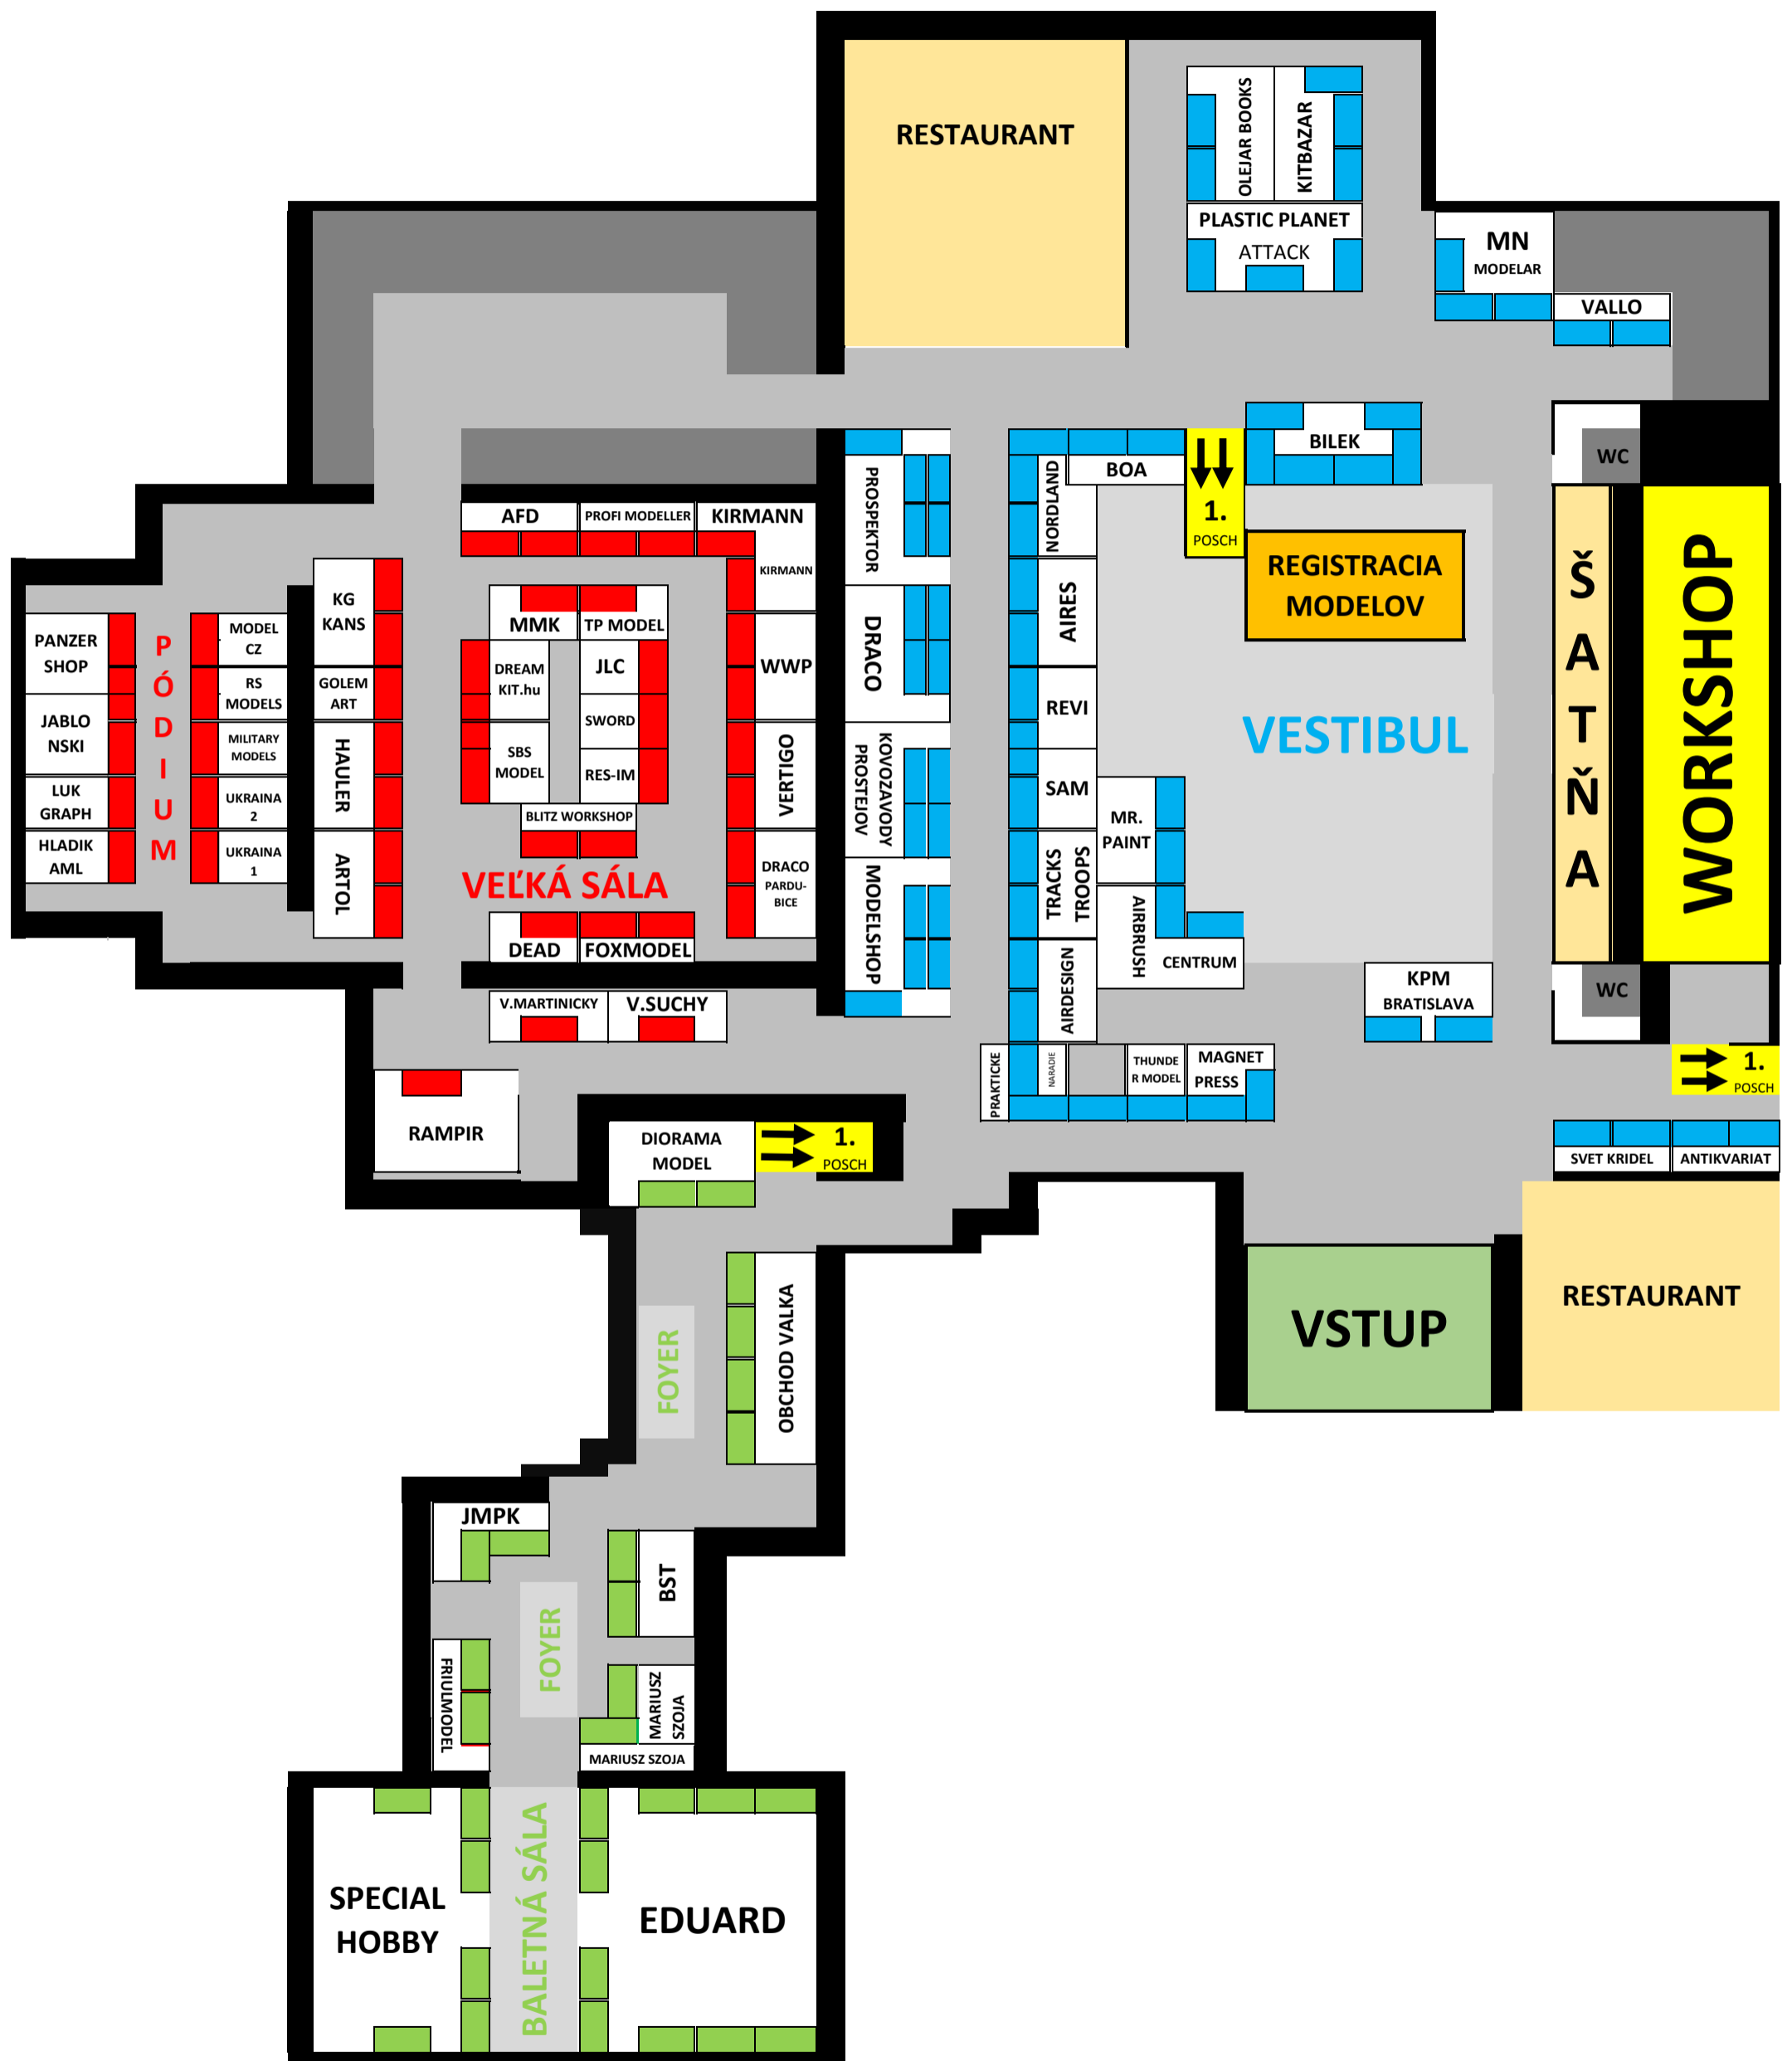 RESTAURANT
OLEJAR BOOKS
KITBAZAR
PLASTIC PLANET
ATTACK
MN
MODELAR
VALLO
BILEK
WC
BOA
1.
POSCH
NORDLAND
PROSPEKTOR
AFD
PROFI MODELLER
KIRMANN
KIRMANN
REGISTRACIA
MODELOV
ŠATŇA
WORKSHOP
AIRES
DRACO
KG
KANS
PANZER
SHOP
PÓDIUM
MODEL
CZ
MMK
TP MODEL
DREAM
KIT.hu
JLC
WWP
RS
MODELS
GOLEM
ART
JABLO
NSKI
SWORD
REVI
VESTIBUL
MILITARY
MODELS
HAULER
SBS
MODEL
RES-IM
VERTIGO
KOVOZAVODY
PROSTEJOV
SAM
MR.
PAINT
LUK
GRAPH
UKRAINA
2
BLITZ WORKSHOP
HLADIK
AML
UKRAINA
1
ARTOL
VEĽKÁ SÁLA
DRACO
PARDU-
BICE
MODELSHOP
TRACKS
TROOPS
AIRBRUSH
CENTRUM
DEAD
FOXMODEL
AIRDESIGN
KPM
BRATISLAVA
WC
V.MARTINICKY
V.SUCHY
PRAKTICKE
NARADIE
THUNDE
R MODEL
MAGNET
PRESS
1.
POSCH
RAMPIR
DIORAMA
MODEL
1.
POSCH
SVET KRIDEL
ANTIKVARIAT
FOYER
OBCHOD VALKA
VSTUP
RESTAURANT
JMPK
BST
FOYER
FRIULMODEL
MARIUSZ
SZOJA
MARIUSZ SZOJA
BALETNÁ SÁLA
SPECIAL
HOBBY
EDUARD